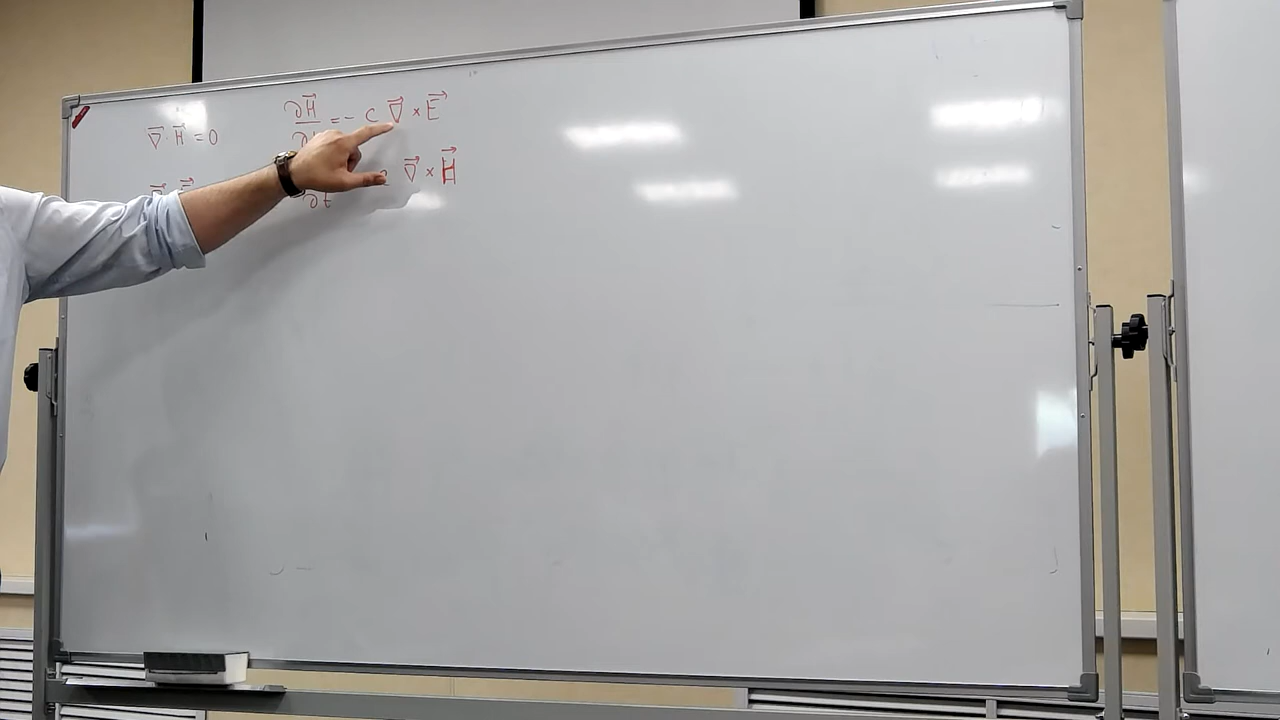 ∇⃗ · H⃗ = 0 ∂H⃗/∂t = - c ∇⃗ × E⃗
∂t ∇⃗ × H⃗